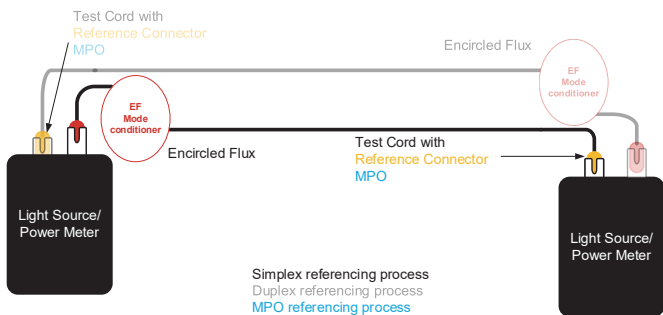 Test Cord with
Reference Connector
MPO
Encircled Flux
EF
Mode
conditioner
EF
Mode
conditioner
Encircled Flux
Test Cord with
Reference Connector
MPO
Light Source/
Power Meter
Light Source/
Power Meter
Simplex referencing process
Duplex referencing process
MPO referencing process